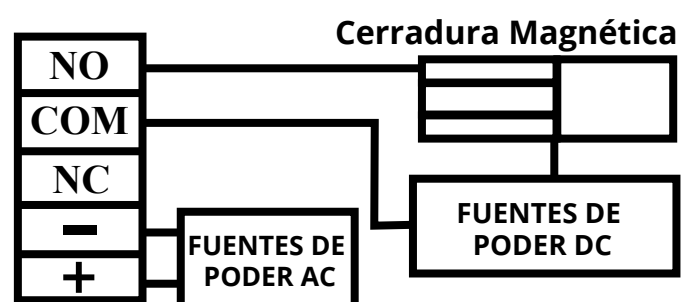 Cerradura Magnética
NO
COM
NC
-
+
FUENTES DE
PODER AC
FUENTES DE
PODER DC